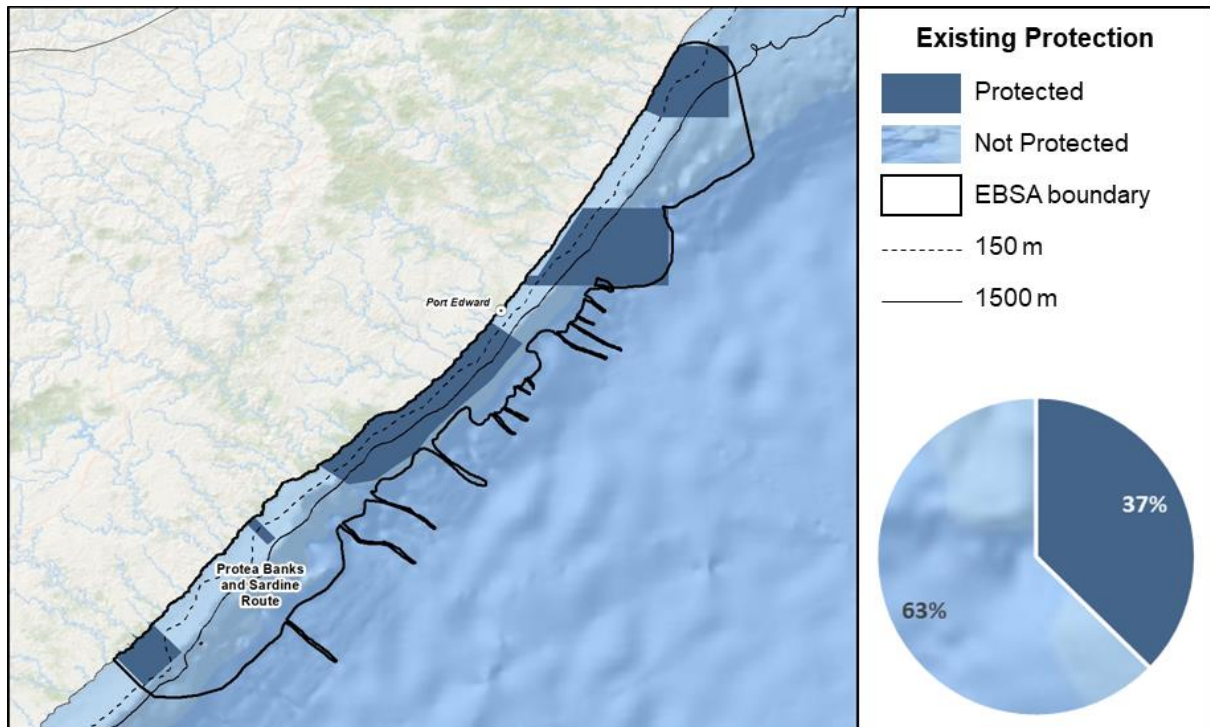 Port Edward
Protea Banks
and Sardine
Route
Existing Protection
Protected
Not Protected
EBSA boundary
150 m
1500 m
37%
63%